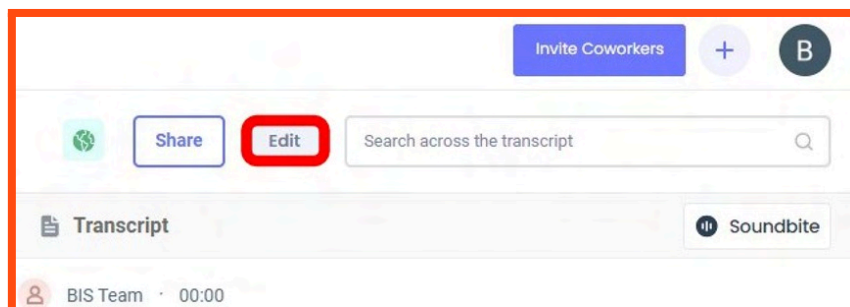 Invite Coworkers + B
Share Edit Search across the transcript
Transcript Soundbite
BIS Team · 00:00